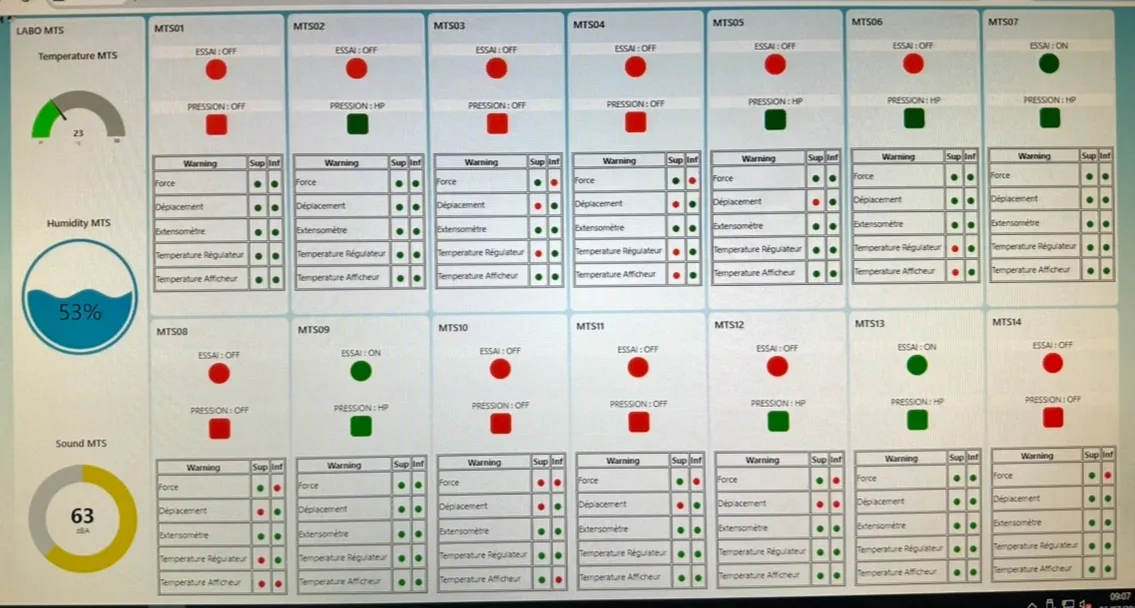 LABO MTS
Temperature MTS
23
°C
Humidity MTS
53%
Sound MTS
63
dBA
MTS01
ESSAI : OFF
PRESSION : OFF
Warning Sup Inf
Force
Déplacement
Extensomètre
Temperature Régulateur
Temperature Afficheur
MTS02
ESSAI : OFF
PRESSION : HP
Warning Sup Inf
Force
Déplacement
Extensomètre
Temperature Régulateur
Temperature Afficheur
MTS03
ESSAI : OFF
PRESSION : OFF
Warning Sup Inf
Force
Déplacement
Extensomètre
Temperature Régulateur
Temperature Afficheur
MTS04
ESSAI : OFF
PRESSION : OFF
Warning Sup Inf
Force
Déplacement
Extensomètre
Temperature Régulateur
Temperature Afficheur
MTS05
ESSAI : OFF
PRESSION : HP
Warning Sup Inf
Force
Déplacement
Extensomètre
Temperature Régulateur
Temperature Afficheur
MTS06
ESSAI : OFF
PRESSION : HP
Warning Sup Inf
Force
Déplacement
Extensomètre
Temperature Régulateur
Temperature Afficheur
MTS07
ESSAI : ON
PRESSION : HP
Warning Sup Inf
Force
Déplacement
Extensomètre
Temperature Régulateur
Temperature Afficheur
MTS08
ESSAI : OFF
PRESSION : OFF
Warning Sup Inf
Force
Déplacement
Extensomètre
Temperature Régulateur
Temperature Afficheur
MTS09
ESSAI : ON
PRESSION : HP
Warning Sup Inf
Force
Déplacement
Extensomètre
Temperature Régulateur
Temperature Afficheur
MTS10
ESSAI : OFF
PRESSION : OFF
Warning Sup Inf
Force
Déplacement
Extensomètre
Temperature Régulateur
Temperature Afficheur
MTS11
ESSAI : OFF
PRESSION : OFF
Warning Sup Inf
Force
Déplacement
Extensomètre
Temperature Régulateur
Temperature Afficheur
MTS12
ESSAI : OFF
PRESSION : HP
Warning Sup Inf
Force
Déplacement
Extensomètre
Temperature Régulateur
Temperature Afficheur
MTS13
ESSAI : ON
PRESSION : HP
Warning Sup Inf
Force
Déplacement
Extensomètre
Temperature Régulateur
Temperature Afficheur
MTS14
ESSAI : OFF
PRESSION : OFF
Warning Sup Inf
Force
Déplacement
Extensomètre
Temperature Régulateur
Temperature Afficheur
09:07